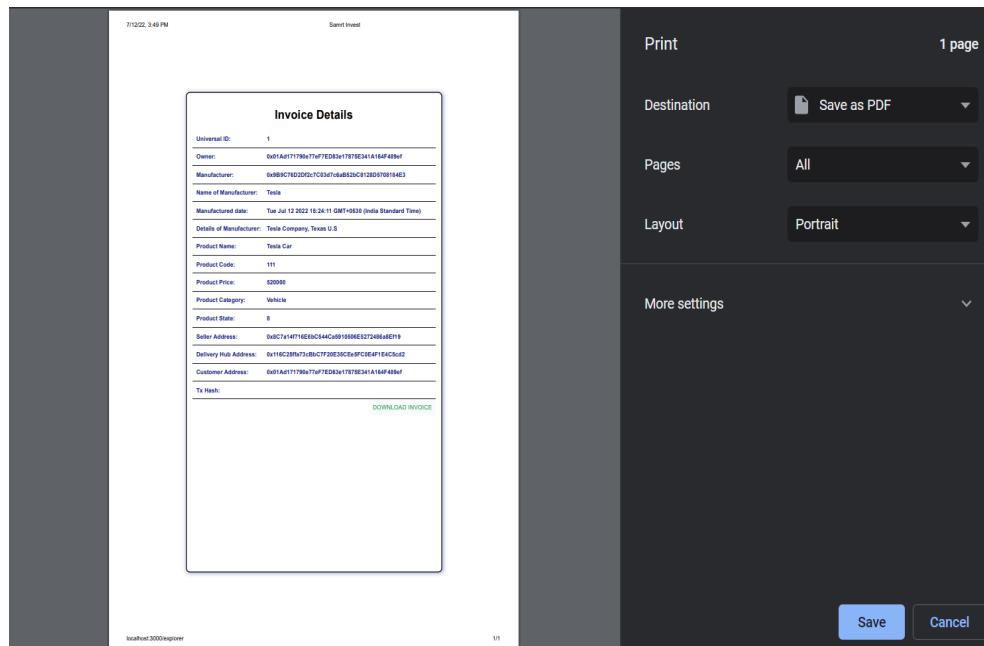 7/12/22, 3:49 PM Samrt Invest
Invoice Details
Universal ID: 1
Owner: 0x01Ad171790e77eF7ED83e17875E341A164F409ef
Manufacturer:
Name of Manufacturer: Tesla
Manufactured date: Tue Jul 12 2022 18:24:11 GMT+0530 (India Standard Time)
Details of Manufacturer: Tesla Company, Texas U.S
Product Name: Tesla Car
Product Code: 111
Product Price: 520000
Product Category: Vehicle
Product State: 8
Seller Address:
Delivery Hub Address:
Customer Address: 0x01Ad171790e77eF7ED83e17875E341A164F409ef
Tx Hash:
DOWNLOAD INVOICE
localhost:3000/explorer 1/1
Print 1 page
Destination Save as PDF
Pages All
Layout Portrait
More settings
Save Cancel